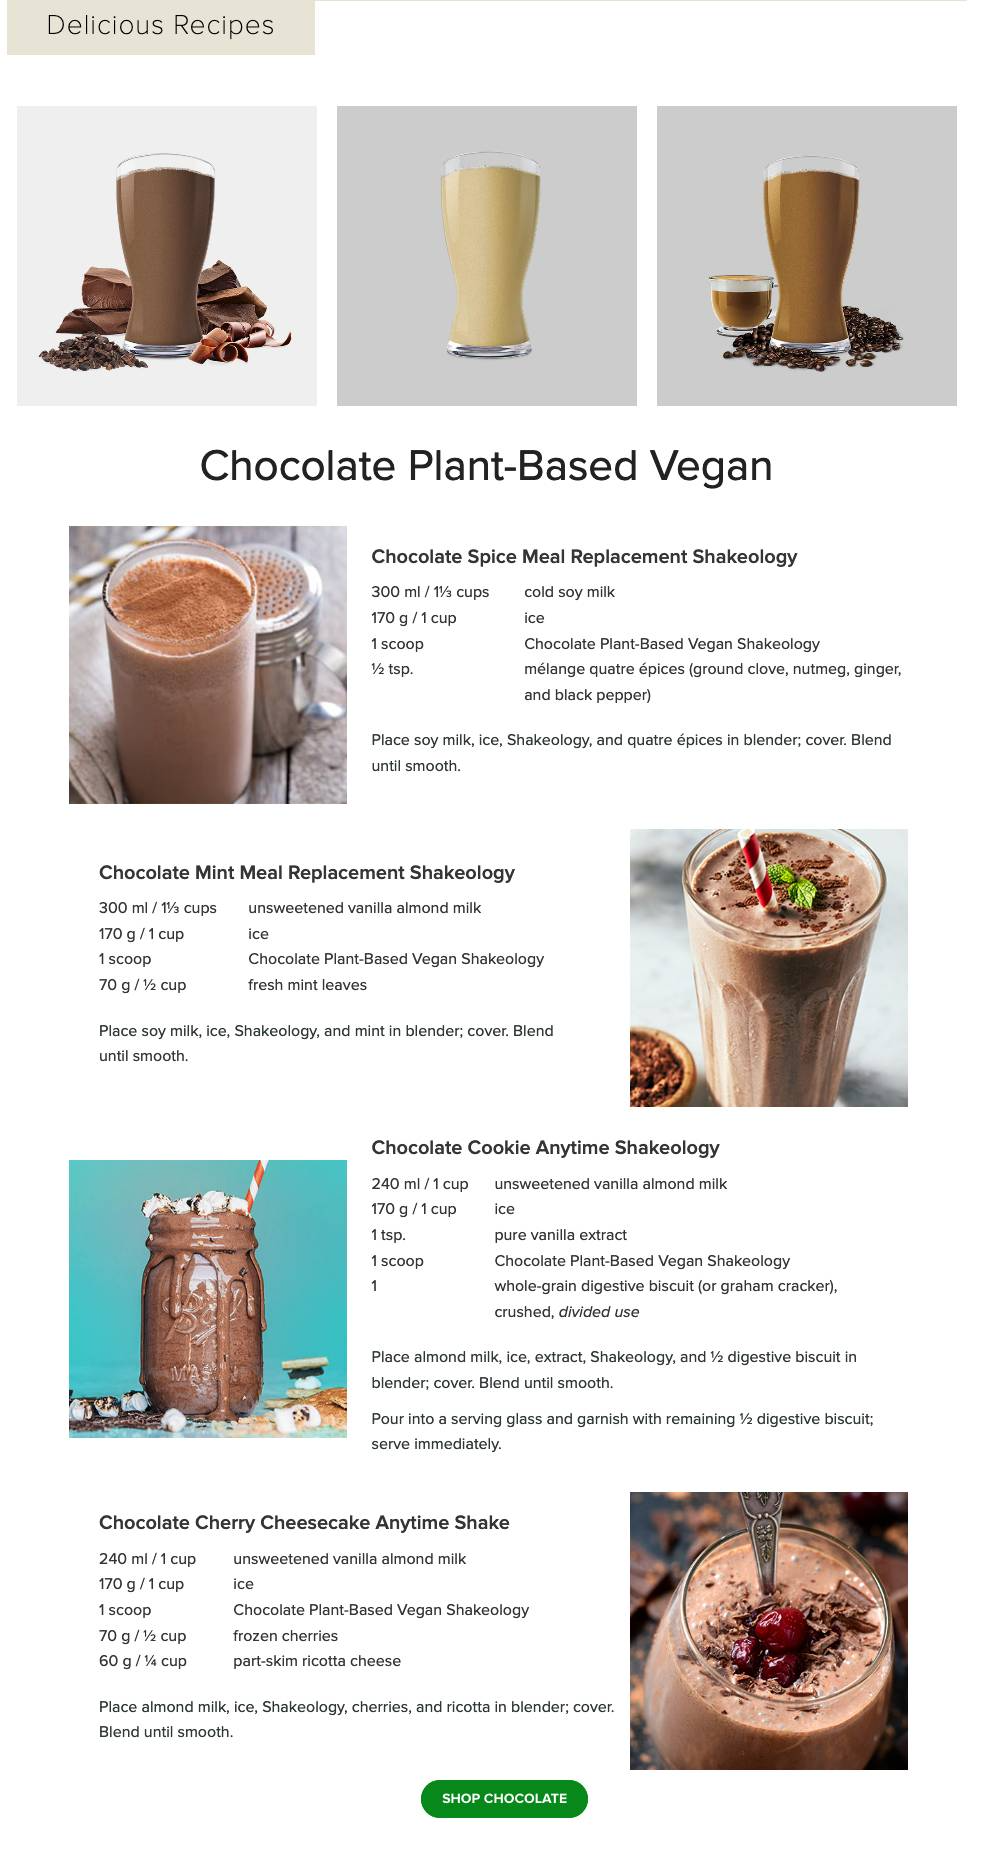 Delicious Recipes
Chocolate Plant-Based Vegan
Chocolate Spice Meal Replacement Shakeology
300 ml / 1⅓ cups cold soy milk
170 g / 1 cup ice
1 scoop Chocolate Plant-Based Vegan Shakeology
½ tsp. mélange quatre épices (ground clove, nutmeg, ginger,
and black pepper)
Place soy milk, ice, Shakeology, and quatre épices in blender; cover. Blend
until smooth.
Chocolate Mint Meal Replacement Shakeology
300 ml / 1⅓ cups unsweetened vanilla almond milk
170 g / 1 cup ice
1 scoop Chocolate Plant-Based Vegan Shakeology
70 g / ½ cup fresh mint leaves
Place soy milk, ice, Shakeology, and mint in blender; cover. Blend
until smooth.
Chocolate Cookie Anytime Shakeology
240 ml / 1 cup unsweetened vanilla almond milk
170 g / 1 cup ice
1 tsp. pure vanilla extract
1 scoop Chocolate Plant-Based Vegan Shakeology
1 whole-grain digestive biscuit (or graham cracker),
crushed, divided use
Place almond milk, ice, extract, Shakeology, and ½ digestive biscuit in
blender; cover. Blend until smooth.
Pour into a serving glass and garnish with remaining ½ digestive biscuit;
serve immediately.
Chocolate Cherry Cheesecake Anytime Shake
240 ml / 1 cup unsweetened vanilla almond milk
170 g / 1 cup ice
1 scoop Chocolate Plant-Based Vegan Shakeology
70 g / ½ cup frozen cherries
60 g / ¼ cup part-skim ricotta cheese
Place almond milk, ice, Shakeology, cherries, and ricotta in blender; cover.
Blend until smooth.
SHOP CHOCOLATE